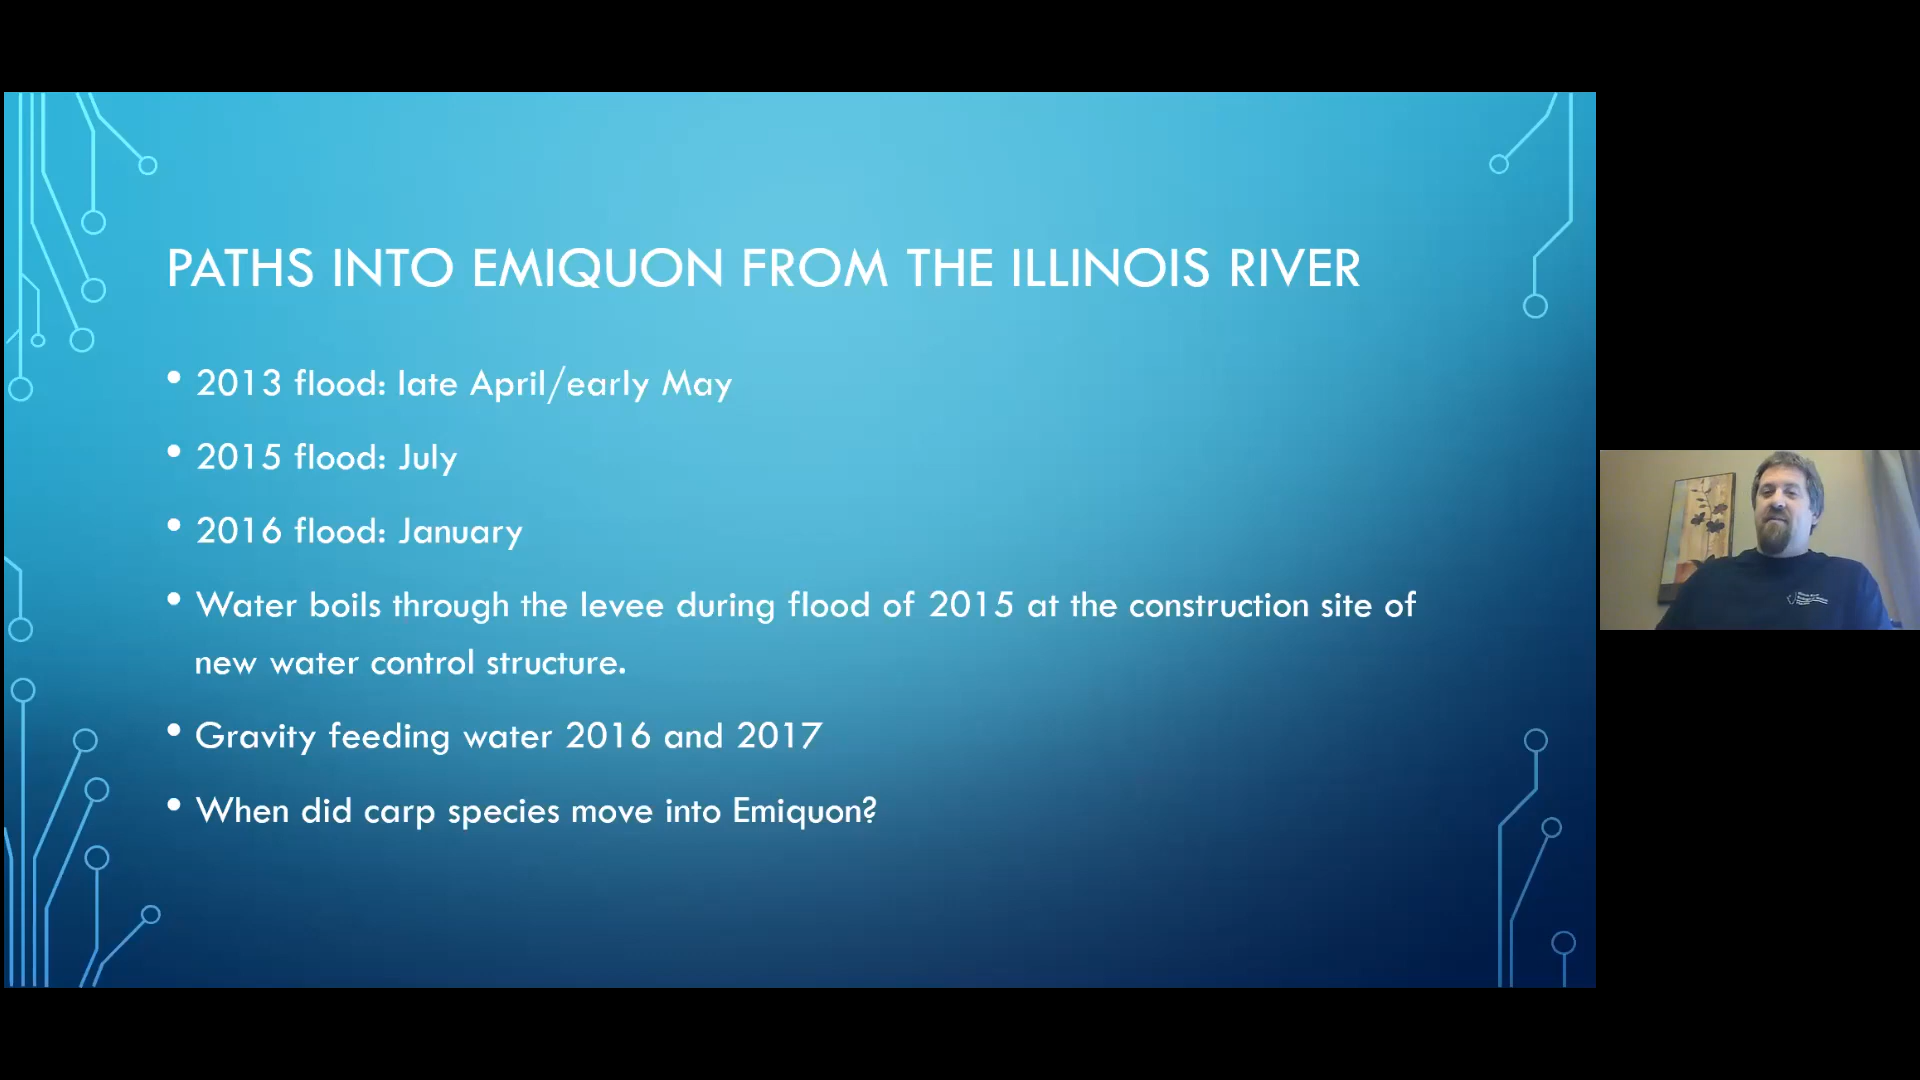 PATHS INTO EMIQUON FROM THE ILLINOIS RIVER
• 2013 flood: late April/early May
• 2015 flood: July
• 2016 flood: January
• Water boils through the levee during flood of 2015 at the construction site of
new water control structure.
• Gravity feeding water 2016 and 2017
• When did carp species move into Emiquon?